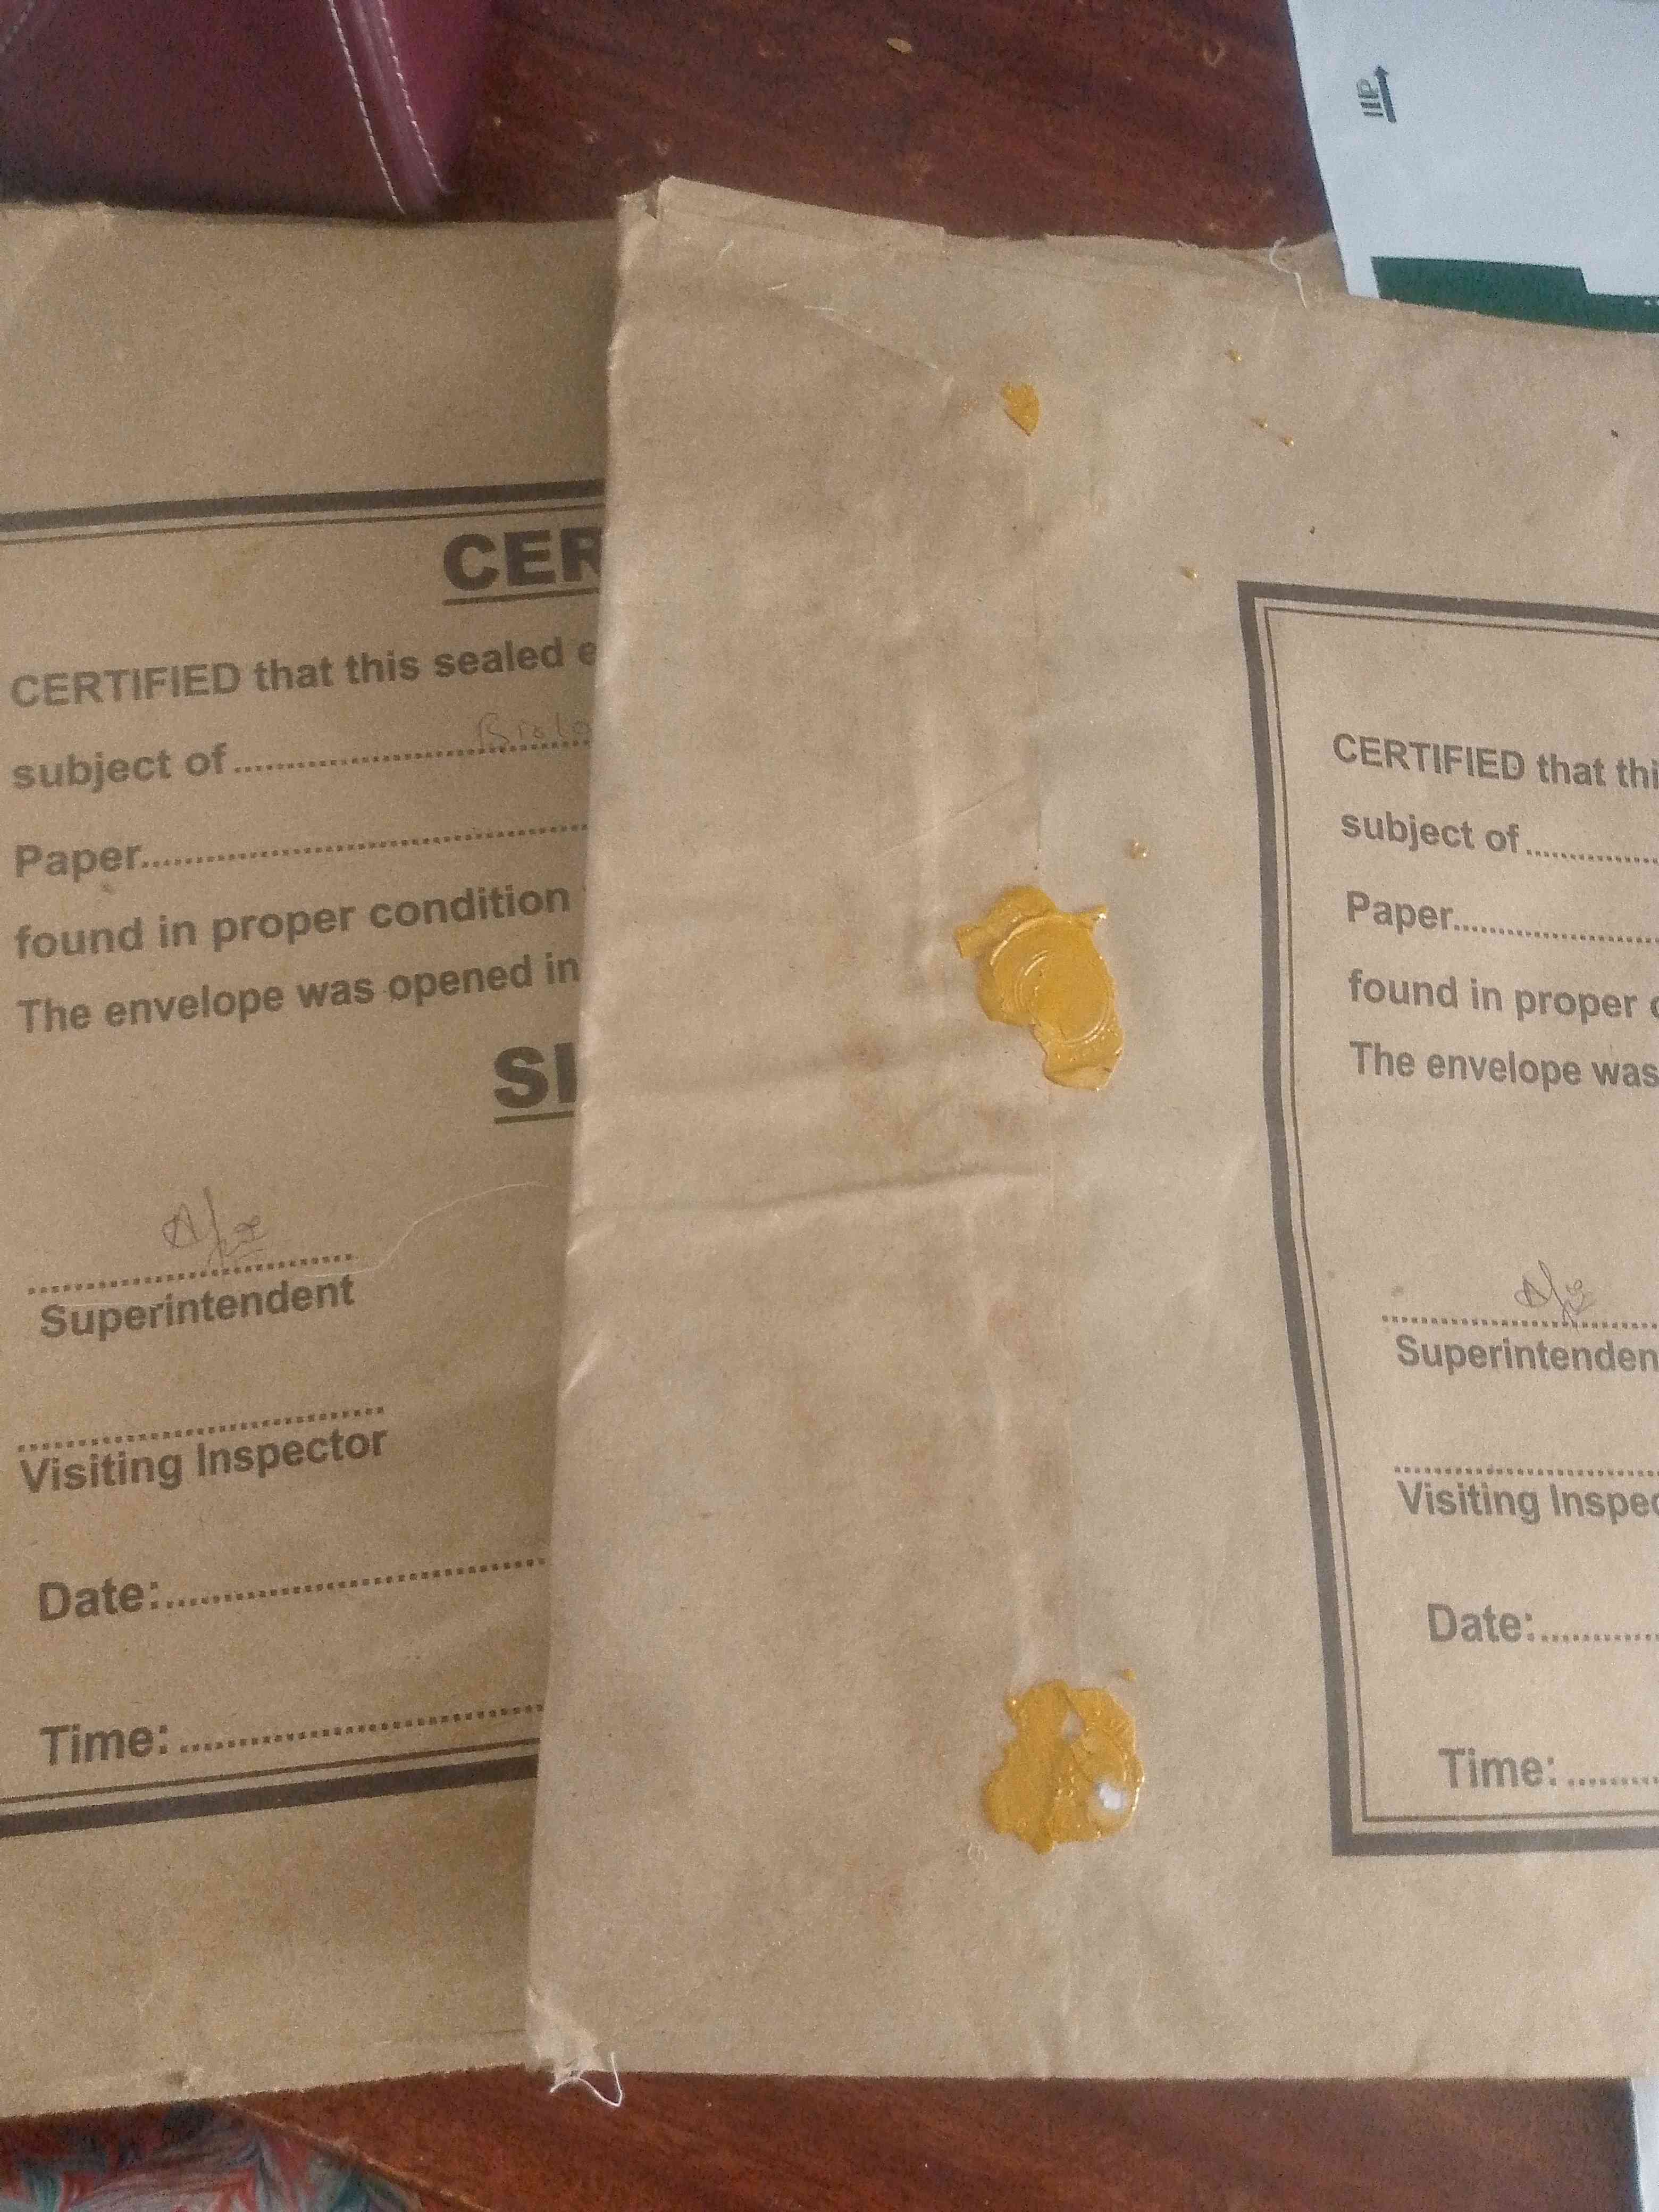 CER
CERTIFIED that this sealed e
subject of
Paper
found in proper condition
The envelope was opened in
SI
Superintendent
Visiting Inspector
Date:
Time:
CERTIFIED that thi
subject of
Paper
found in proper
The envelope was
Superintenden
Visiting Inspec
Date:
Time: